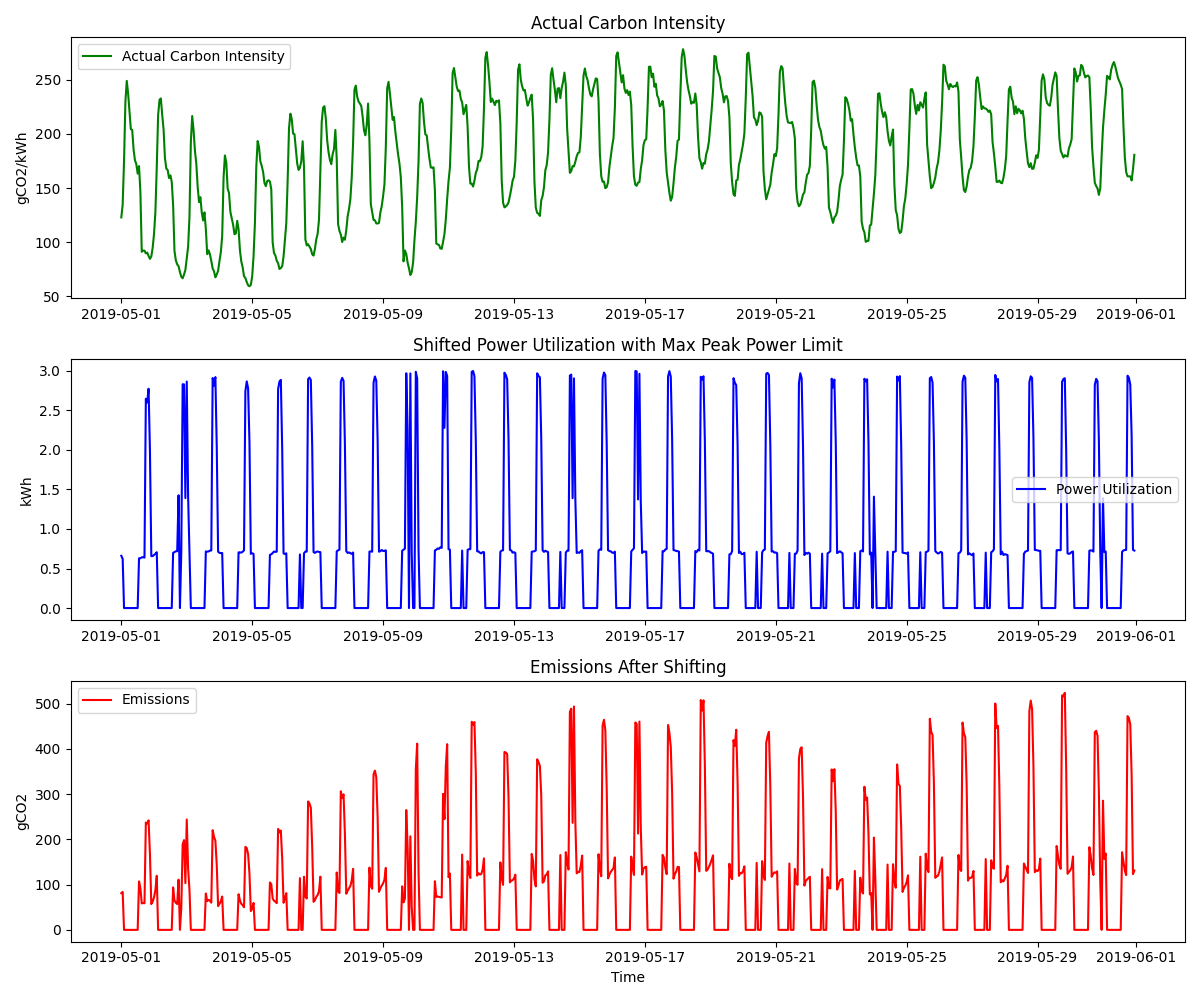 Actual Carbon Intensity
Actual Carbon Intensity
gCO2/kWh
250
200
150
100
50
2019-05-01 2019-05-05 2019-05-09 2019-05-13 2019-05-17 2019-05-21 2019-05-25 2019-05-29 2019-06-01
Shifted Power Utilization with Max Peak Power Limit
Power Utilization
kWh
3.0
2.5
2.0
1.5
1.0
0.5
0.0
2019-05-01 2019-05-05 2019-05-09 2019-05-13 2019-05-17 2019-05-21 2019-05-25 2019-05-29 2019-06-01
Emissions After Shifting
Emissions
gCO2
500
400
300
200
100
0
2019-05-01 2019-05-05 2019-05-09 2019-05-13 2019-05-17 2019-05-21 2019-05-25 2019-05-29 2019-06-01
Time